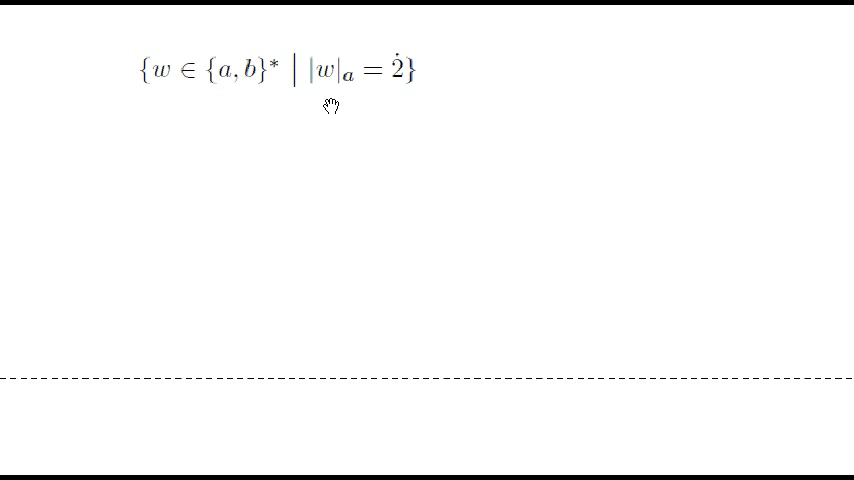 {w ∈ {a, b}* | |w|ₐ = 2̇}